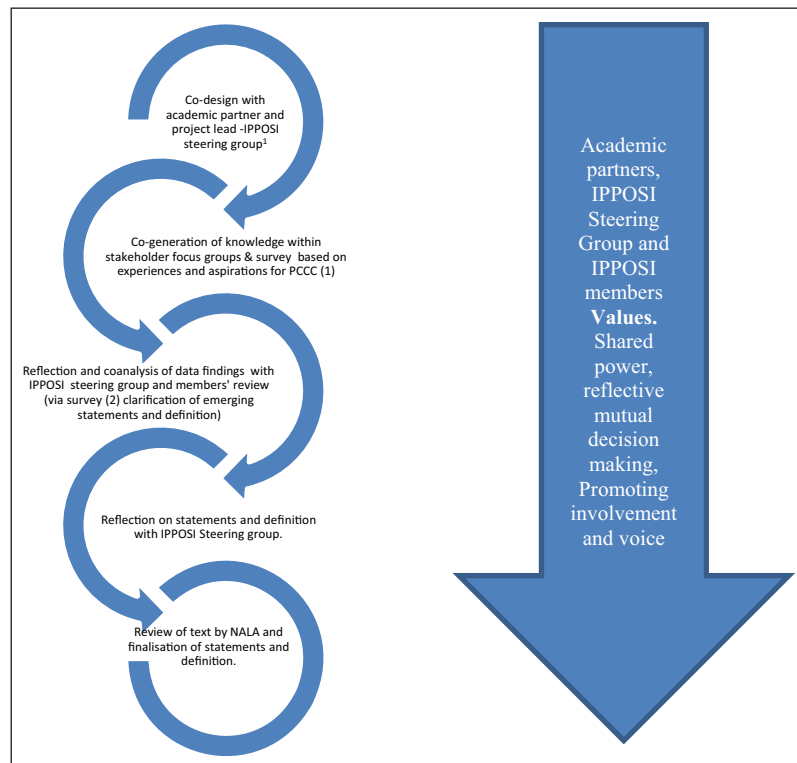 Co-design with
academic partner and
project lead -IPPOSI
steering group1
Co-generation of knowledge within
stakeholder focus groups & survey based on
experiences and aspirations for PCCC (1)
Reflection and coanalysis of data findings with
IPPOSI steering group and members' review
(via survey (2) clarification of emerging
statements and definition)
Reflection on statements and definition
with IPPOSI Steering group.
Review of text by NALA and
finalisation of statements and
definition.
Academic
partners,
IPPOSI
Steering
Group and
IPPOSI
members
Values.
Shared
power,
reflective
mutual
decision
making,
Promoting
involvement
and voice